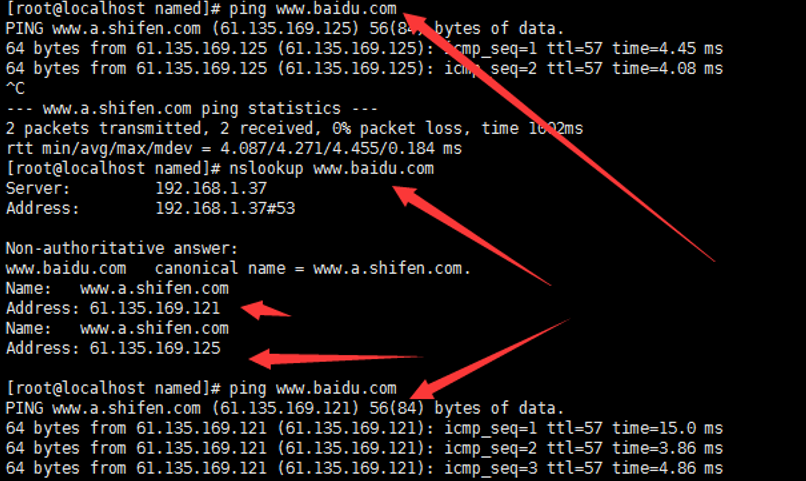 [root@localhost named]# ping www.baidu.com
PING www.a.shifen.com (61.135.169.125) 56(84) bytes of data.
64 bytes from 61.135.169.125 (61.135.169.125): icmp_seq=1 ttl=57 time=4.45 ms
64 bytes from 61.135.169.125 (61.135.169.125): icmp_seq=2 ttl=57 time=4.08 ms
^C
--- www.a.shifen.com ping statistics ---
2 packets transmitted, 2 received, 0% packet loss, time 1002ms
rtt min/avg/max/mdev = 4.087/4.271/4.455/0.184 ms
[root@localhost named]# nslookup www.baidu.com
Server: 192.168.1.37
Address: 192.168.1.37#53
Non-authoritative answer:
www.baidu.com canonical name = www.a.shifen.com.
Name: www.a.shifen.com
Address: 61.135.169.121
Name: www.a.shifen.com
Address: 61.135.169.125
[root@localhost named]# ping www.baidu.com
PING www.a.shifen.com (61.135.169.121) 56(84) bytes of data.
64 bytes from 61.135.169.121 (61.135.169.121): icmp_seq=1 ttl=57 time=15.0 ms
64 bytes from 61.135.169.121 (61.135.169.121): icmp_seq=2 ttl=57 time=3.86 ms
64 bytes from 61.135.169.121 (61.135.169.121): icmp_seq=3 ttl=57 time=4.86 ms